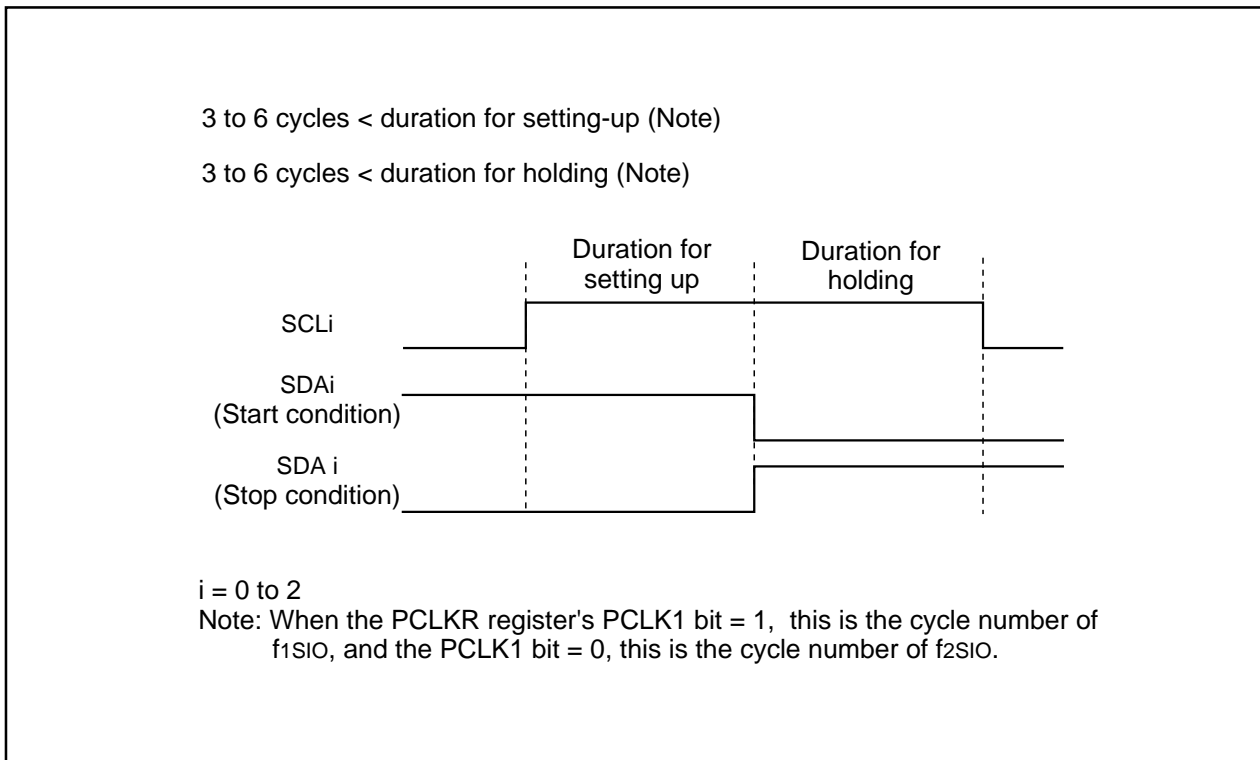 3 to 6 cycles < duration for setting-up (Note)
3 to 6 cycles < duration for holding (Note)
Duration for
setting up
Duration for
holding
SCLi
SDAi
(Start condition)
SDA i
(Stop condition)
i = 0 to 2
Note: When the PCLKR register's PCLK1 bit = 1, this is the cycle number of
f1SIO, and the PCLK1 bit = 0, this is the cycle number of f2SIO.